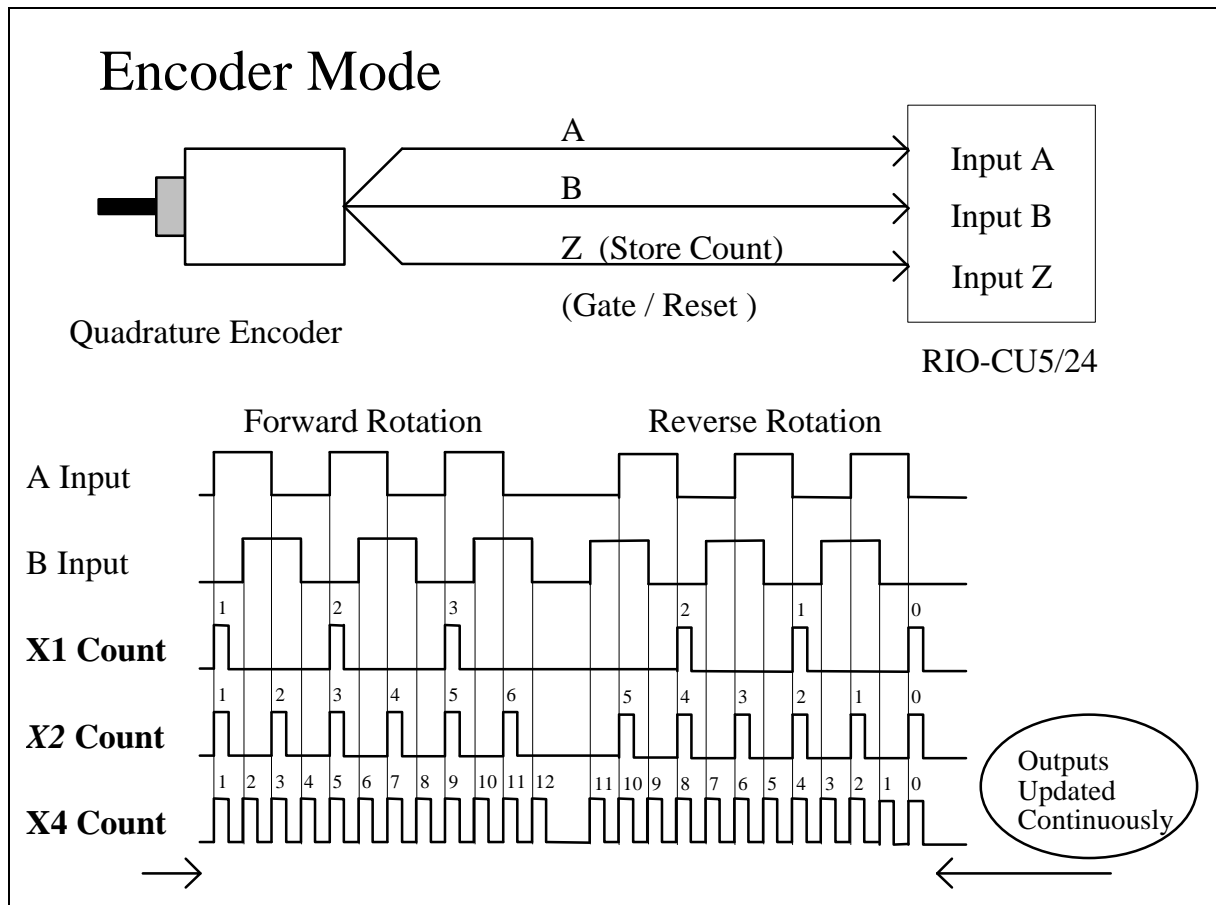 Encoder Mode
A
Input A
B
Input B
Z (Store Count)
Input Z
(Gate / Reset )
Quadrature Encoder
RIO-CU5/24
Forward Rotation
Reverse Rotation
A Input
B Input
1 2 3 2 1 0
X1 Count
1 2 3 4 5 6 5 4 3 2 1 0
X2 Count
1 2 3 4 5 6 7 8 9 10 11 12 11 10 9 8 7 6 5 4 3 2 1 0
X4 Count
Outputs
Updated
Continuously